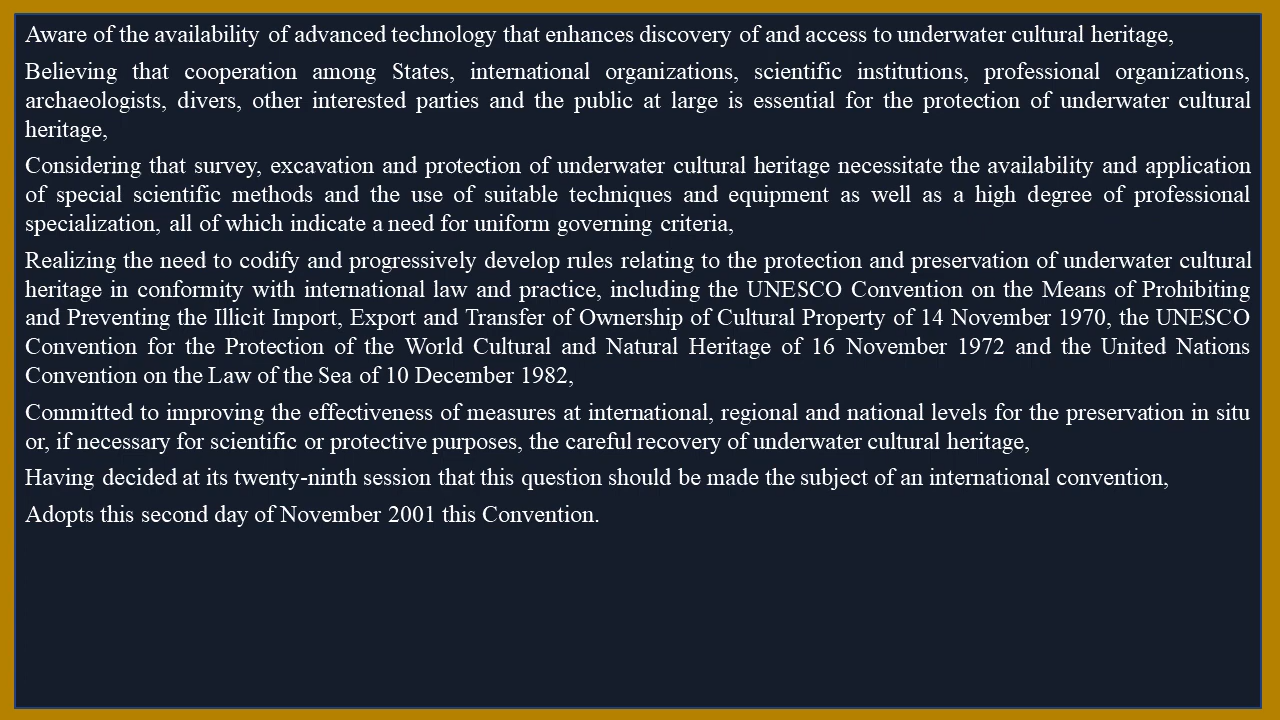 Aware of the availability of advanced technology that enhances discovery of and access to underwater cultural heritage,
Believing that cooperation among States, international organizations, scientific institutions, professional organizations,
archaeologists, divers, other interested parties and the public at large is essential for the protection of underwater cultural
heritage,
Considering that survey, excavation and protection of underwater cultural heritage necessitate the availability and application
of special scientific methods and the use of suitable techniques and equipment as well as a high degree of professional
specialization, all of which indicate a need for uniform governing criteria,
Realizing the need to codify and progressively develop rules relating to the protection and preservation of underwater cultural
heritage in conformity with international law and practice, including the UNESCO Convention on the Means of Prohibiting
and Preventing the Illicit Import, Export and Transfer of Ownership of Cultural Property of 14 November 1970, the UNESCO
Convention for the Protection of the World Cultural and Natural Heritage of 16 November 1972 and the United Nations
Convention on the Law of the Sea of 10 December 1982,
Committed to improving the effectiveness of measures at international, regional and national levels for the preservation in situ
or, if necessary for scientific or protective purposes, the careful recovery of underwater cultural heritage,
Having decided at its twenty-ninth session that this question should be made the subject of an international convention,
Adopts this second day of November 2001 this Convention.